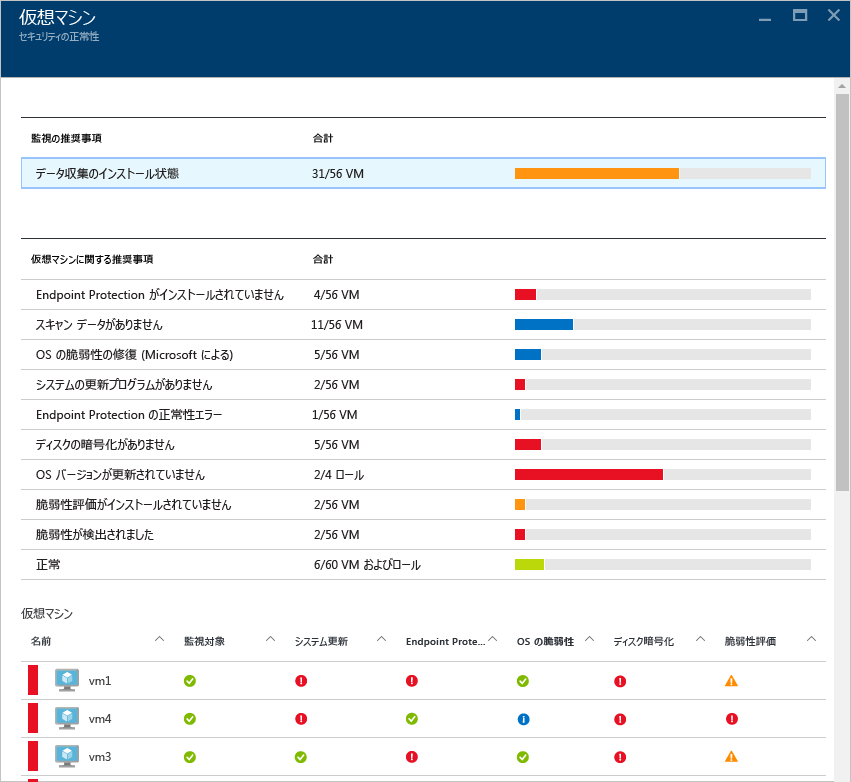 仮想マシン
セキュリティの正常性
監視の推奨事項 合計
データ収集のインストール状態 31/56 VM
仮想マシンに関する推奨事項 合計
Endpoint Protection がインストールされていません 4/56 VM
スキャン データがありません 11/56 VM
OS の脆弱性の修復 (Microsoft による) 5/56 VM
システムの更新プログラムがありません 2/56 VM
Endpoint Protection の正常性エラー 1/56 VM
ディスクの暗号化がありません 5/56 VM
OS バージョンが更新されていません 2/4 ロール
脆弱性評価がインストールされていません 2/56 VM
脆弱性が検出されました 2/56 VM
正常 6/60 VM およびロール
仮想マシン
名前 監視対象 システム更新 Endpoint Prote... OS の脆弱性 ディスク暗号化 脆弱性評価
vm1
vm4
vm3